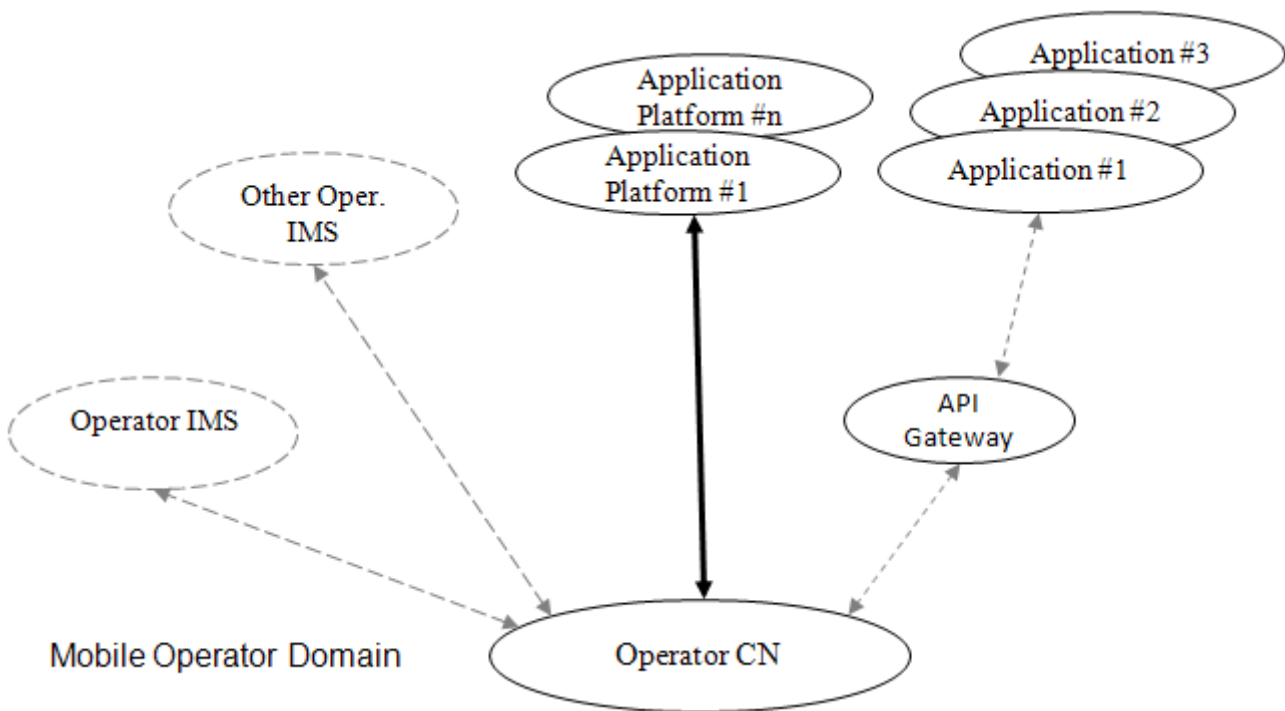 Application #3
Application
Platform #n
Application #2
Application
Platform #1
Application #1
Other Oper.
IMS
Operator IMS
API
Gateway
Mobile Operator Domain
Operator CN